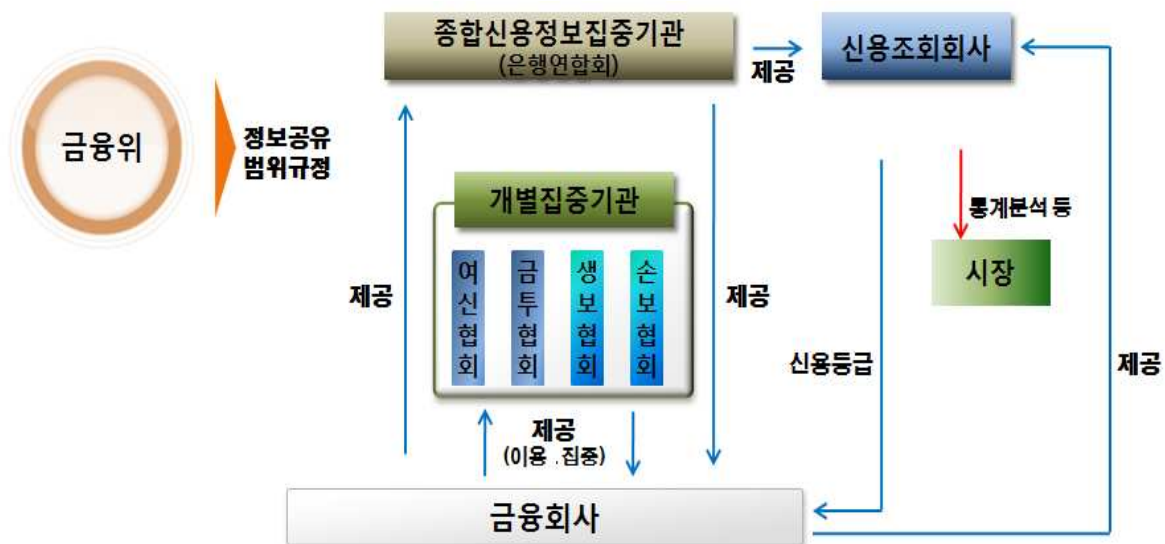 종합신용정보집중기관
(은행연합회)
제공
신용조회회사
금융위
정보공유
범위규정
개별집중기관
여신협회
금투협회
생보협회
손보협회
제공
제공
통계분석 등
시장
신용등급
제공
제공
(이용 .집중)
금융회사